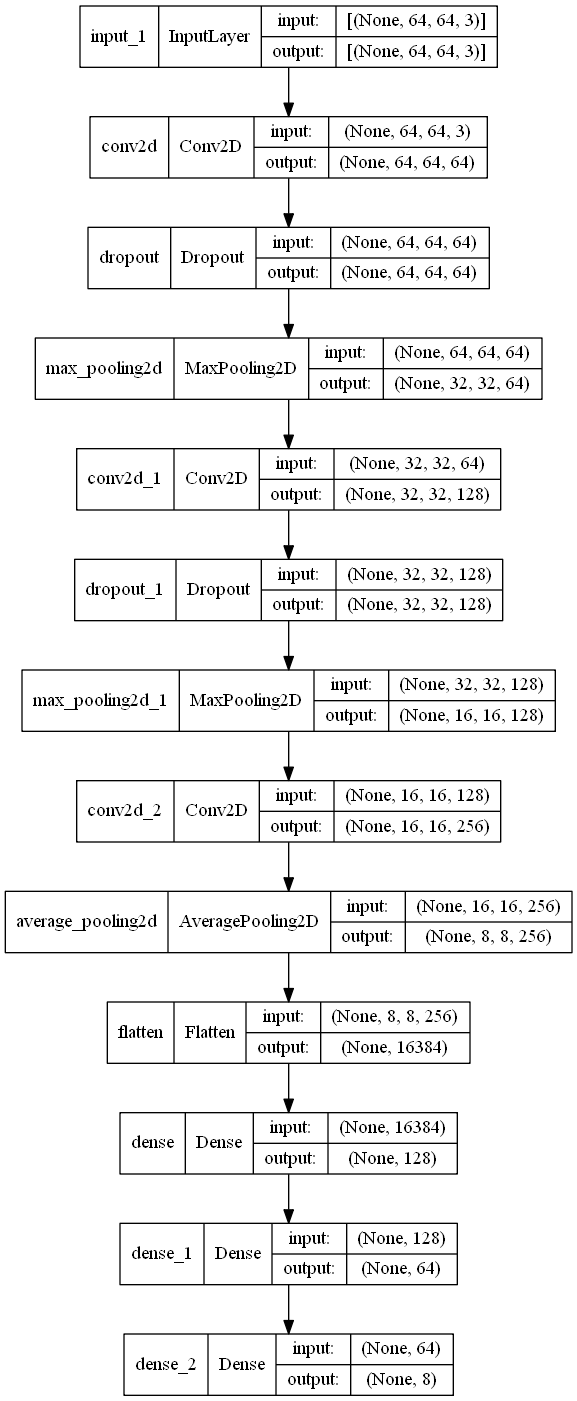 input_1 InputLayer input: [(None, 64, 64, 3)]
output: [(None, 64, 64, 3)]
conv2d Conv2D input: (None, 64, 64, 3)
output: (None, 64, 64, 64)
dropout Dropout input: (None, 64, 64, 64)
output: (None, 64, 64, 64)
max_pooling2d MaxPooling2D input: (None, 64, 64, 64)
output: (None, 32, 32, 64)
conv2d_1 Conv2D input: (None, 32, 32, 64)
output: (None, 32, 32, 128)
dropout_1 Dropout input: (None, 32, 32, 128)
output: (None, 32, 32, 128)
max_pooling2d_1 MaxPooling2D input: (None, 32, 32, 128)
output: (None, 16, 16, 128)
conv2d_2 Conv2D input: (None, 16, 16, 128)
output: (None, 16, 16, 256)
average_pooling2d AveragePooling2D input: (None, 16, 16, 256)
output: (None, 8, 8, 256)
flatten Flatten input: (None, 8, 8, 256)
output: (None, 16384)
dense Dense input: (None, 16384)
output: (None, 128)
dense_1 Dense input: (None, 128)
output: (None, 64)
dense_2 Dense input: (None, 64)
output: (None, 8)